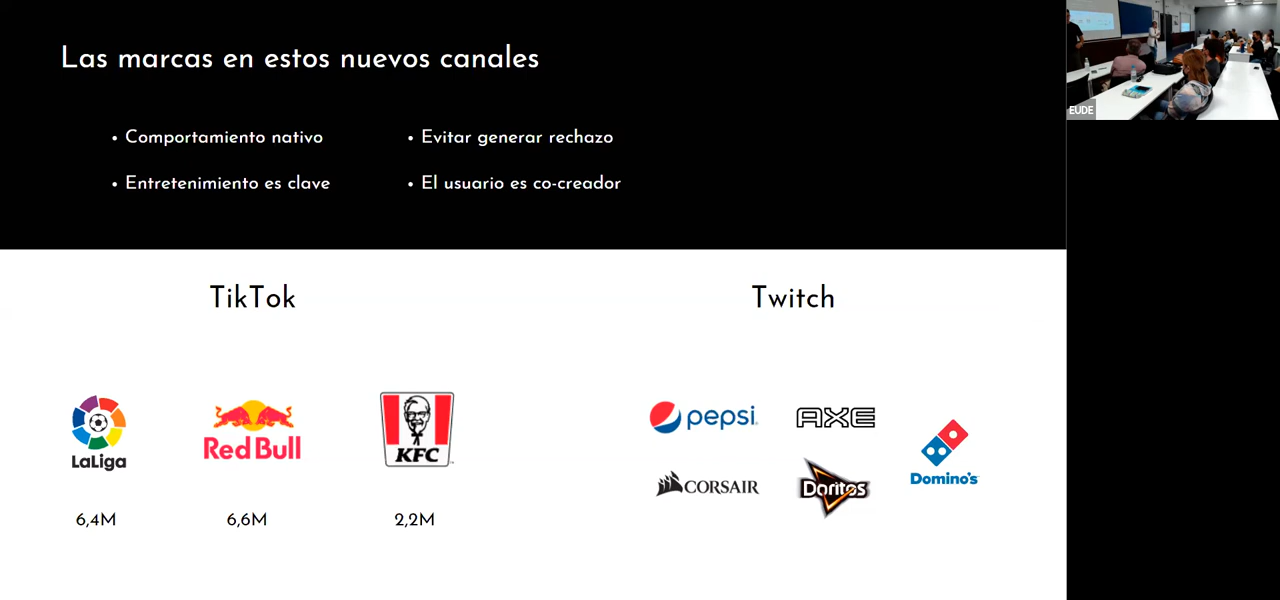 Las marcas en estos nuevos canales
• Comportamiento nativo
• Entretenimiento es clave
• Evitar generar rechazo
• El usuario es co-creador
TikTok
LaLiga
Red Bull
KFC
6,4M
6,6M
2,2M
Twitch
pepsi.
AXE
CORSAIR
Doritos
Domino's
EUDE